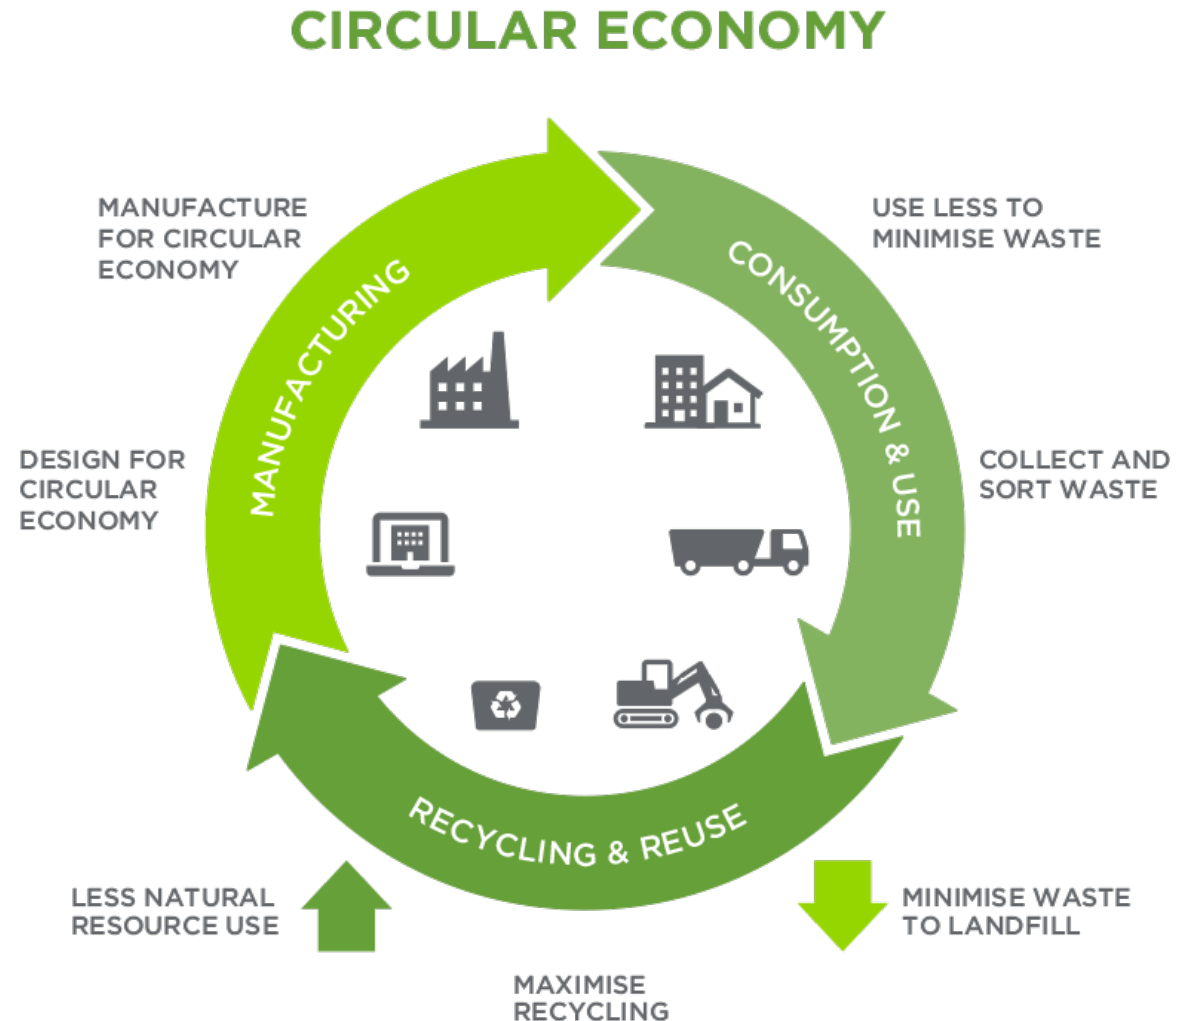 CIRCULAR ECONOMY
MANUFACTURE
FOR CIRCULAR
ECONOMY
USE LESS TO
MINIMISE WASTE
MANUFACTURING
CONSUMPTION & USE
DESIGN FOR
CIRCULAR
ECONOMY
COLLECT AND
SORT WASTE
RECYCLING & REUSE
LESS NATURAL
RESOURCE USE
MINIMISE WASTE
TO LANDFILL
MAXIMISE
RECYCLING